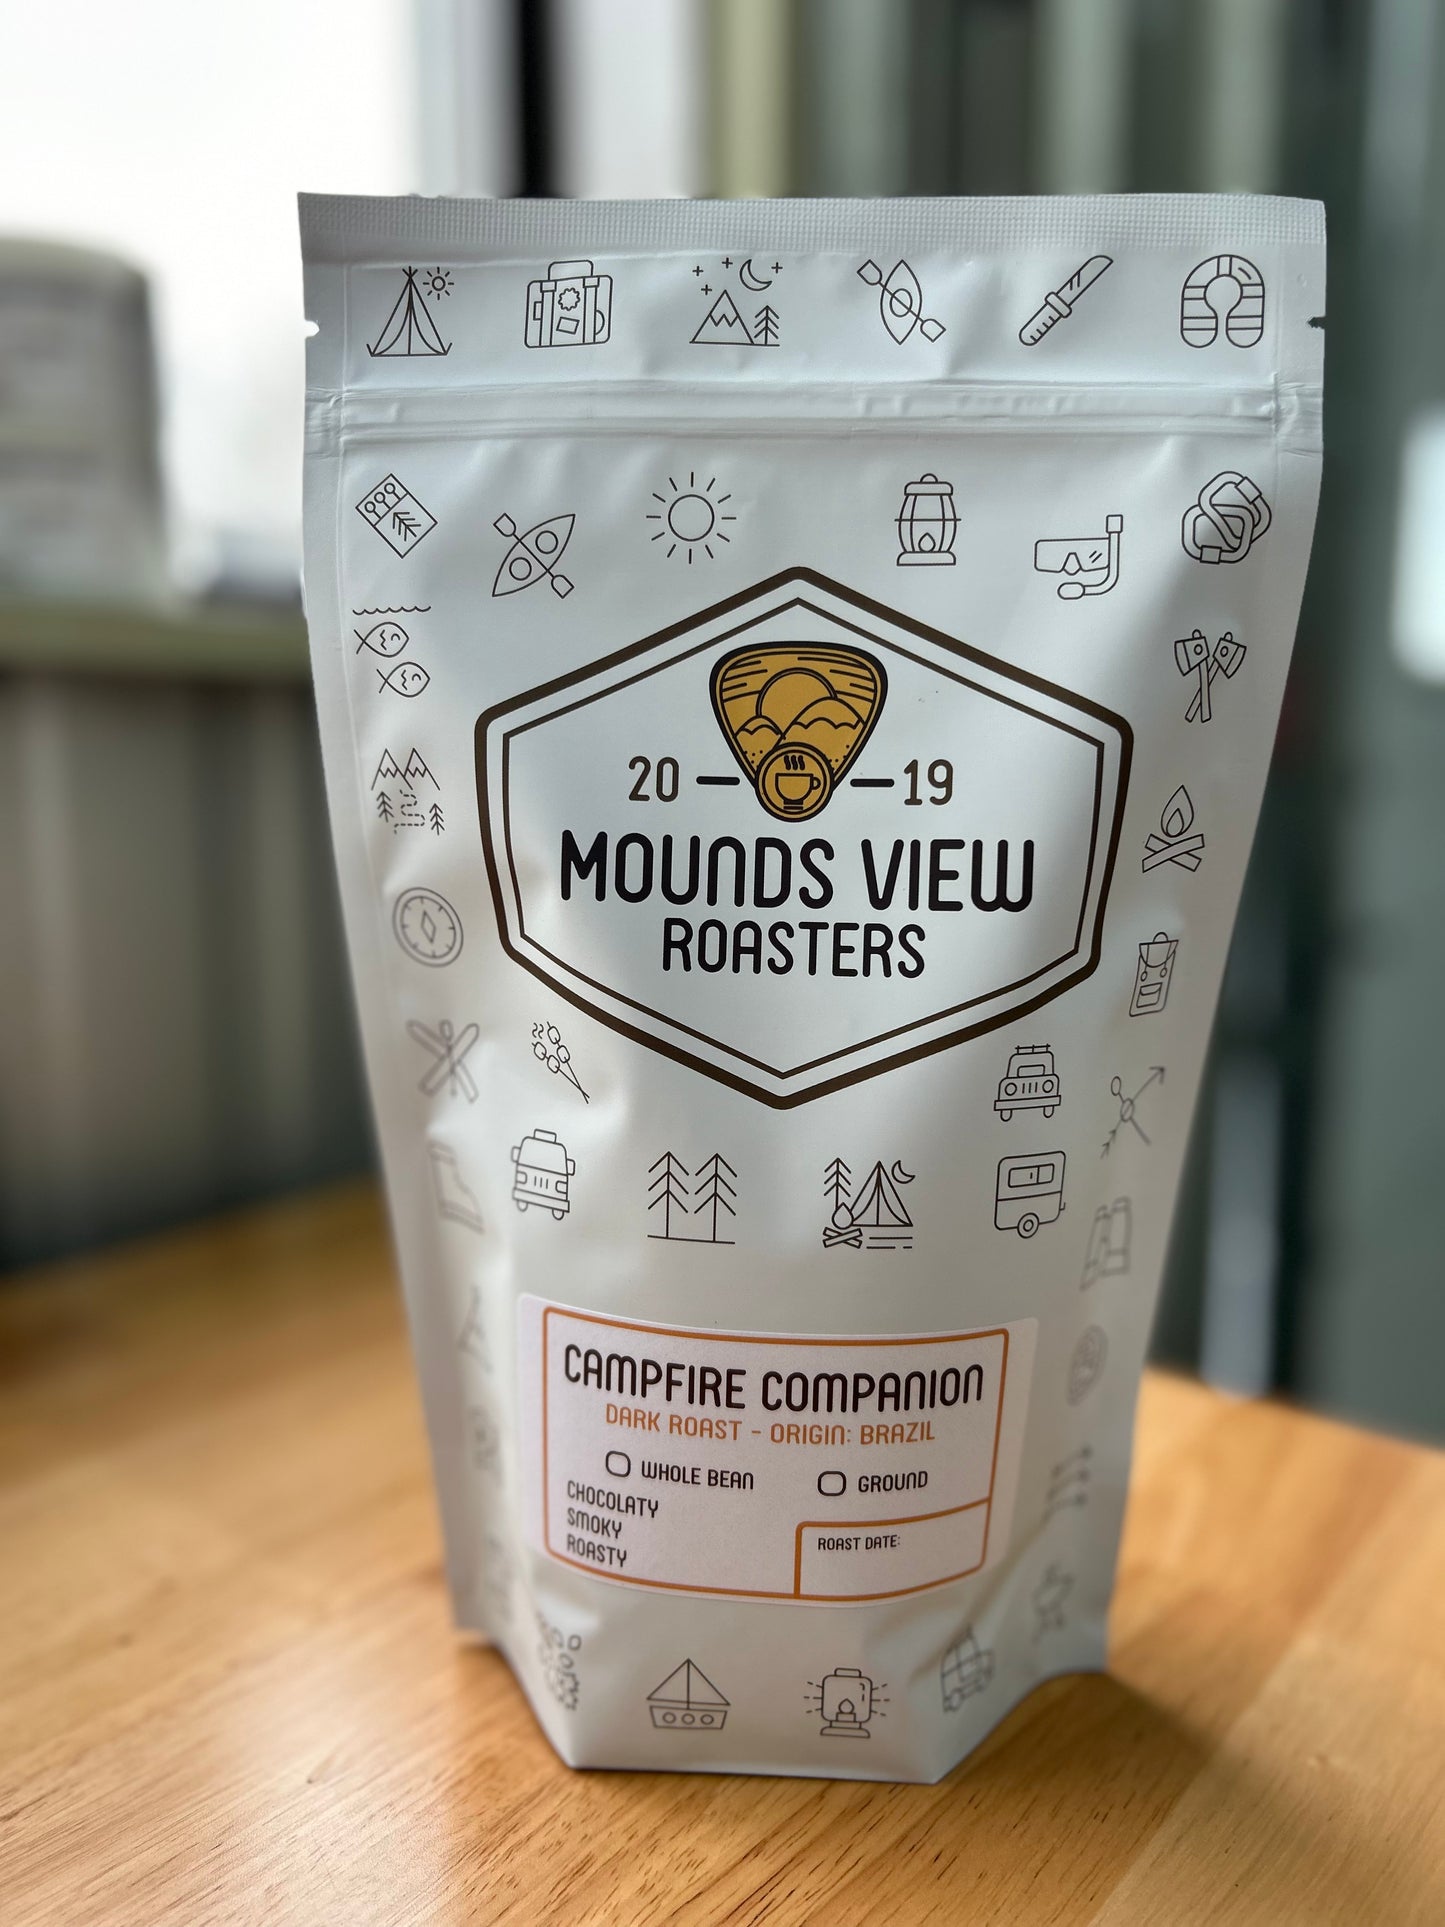 20 — 19
MOUNDS VIEW
ROASTERS
CAMPFIRE COMPANION
DARK ROAST - ORIGIN: BRAZIL
WHOLE BEAN GROUND
CHOCOLATY
SMOKY
ROASTY
ROAST DATE: